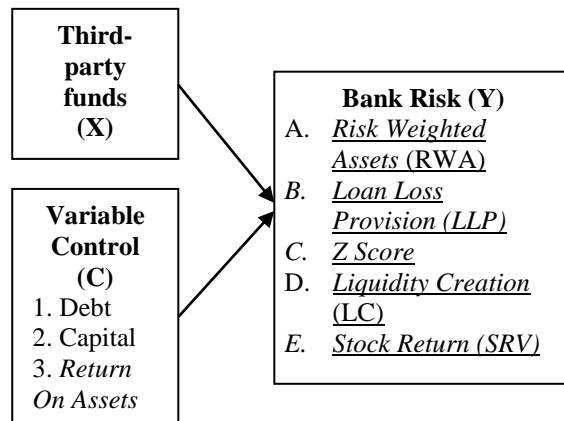 Third-
party
funds
(X)
Variable
Control
(C)
1. Debt
2. Capital
3. Return
On Assets
Bank Risk (Y)
A. Risk Weighted
Assets (RWA)
B. Loan Loss
Provision (LLP)
C. Z Score
D. Liquidity Creation
(LC)
E. Stock Return (SRV)